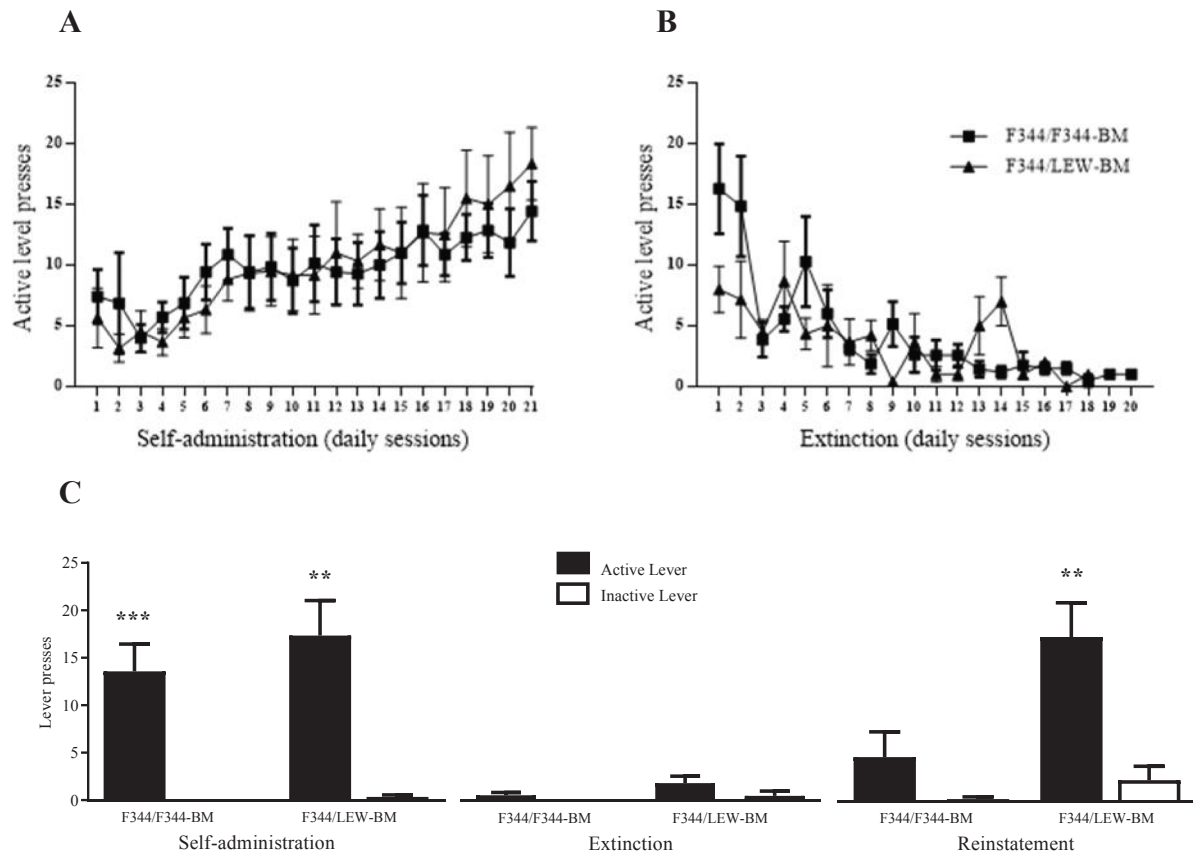 A
25
20
15
10
5
0
Active level presses
1 2 3 4 5 6 7 8 9 10 11 12 13 14 15 16 17 18 19 20 21
Self-administration (daily sessions)
B
25
20
15
10
5
0
Active level presses
F344/F344-BM
F344/LEW-BM
1 2 3 4 5 6 7 8 9 10 11 12 13 14 15 16 17 18 19 20
Extinction (daily sessions)
C
25
20
15
10
5
0
Lever presses
Active Lever
Inactive Lever
*** ** **
F344/F344-BM F344/LEW-BM F344/F344-BM F344/LEW-BM F344/F344-BM F344/LEW-BM
Self-administration Extinction Reinstatement